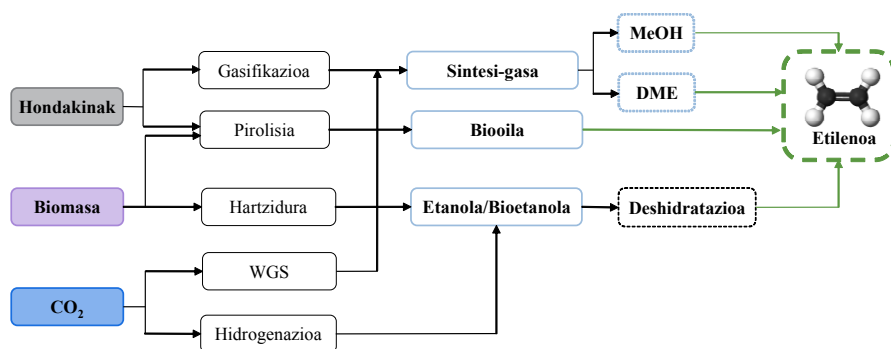 MeOH
Gasifikazioa
Sintesi-gasa
Hondakinak
DME
Pirolisia
Biooila
Etilenoa
Biomasa
Hartzidura
Etanola/Bioetanola
Deshidratazioa
WGS
CO₂
Hidrogenazioa